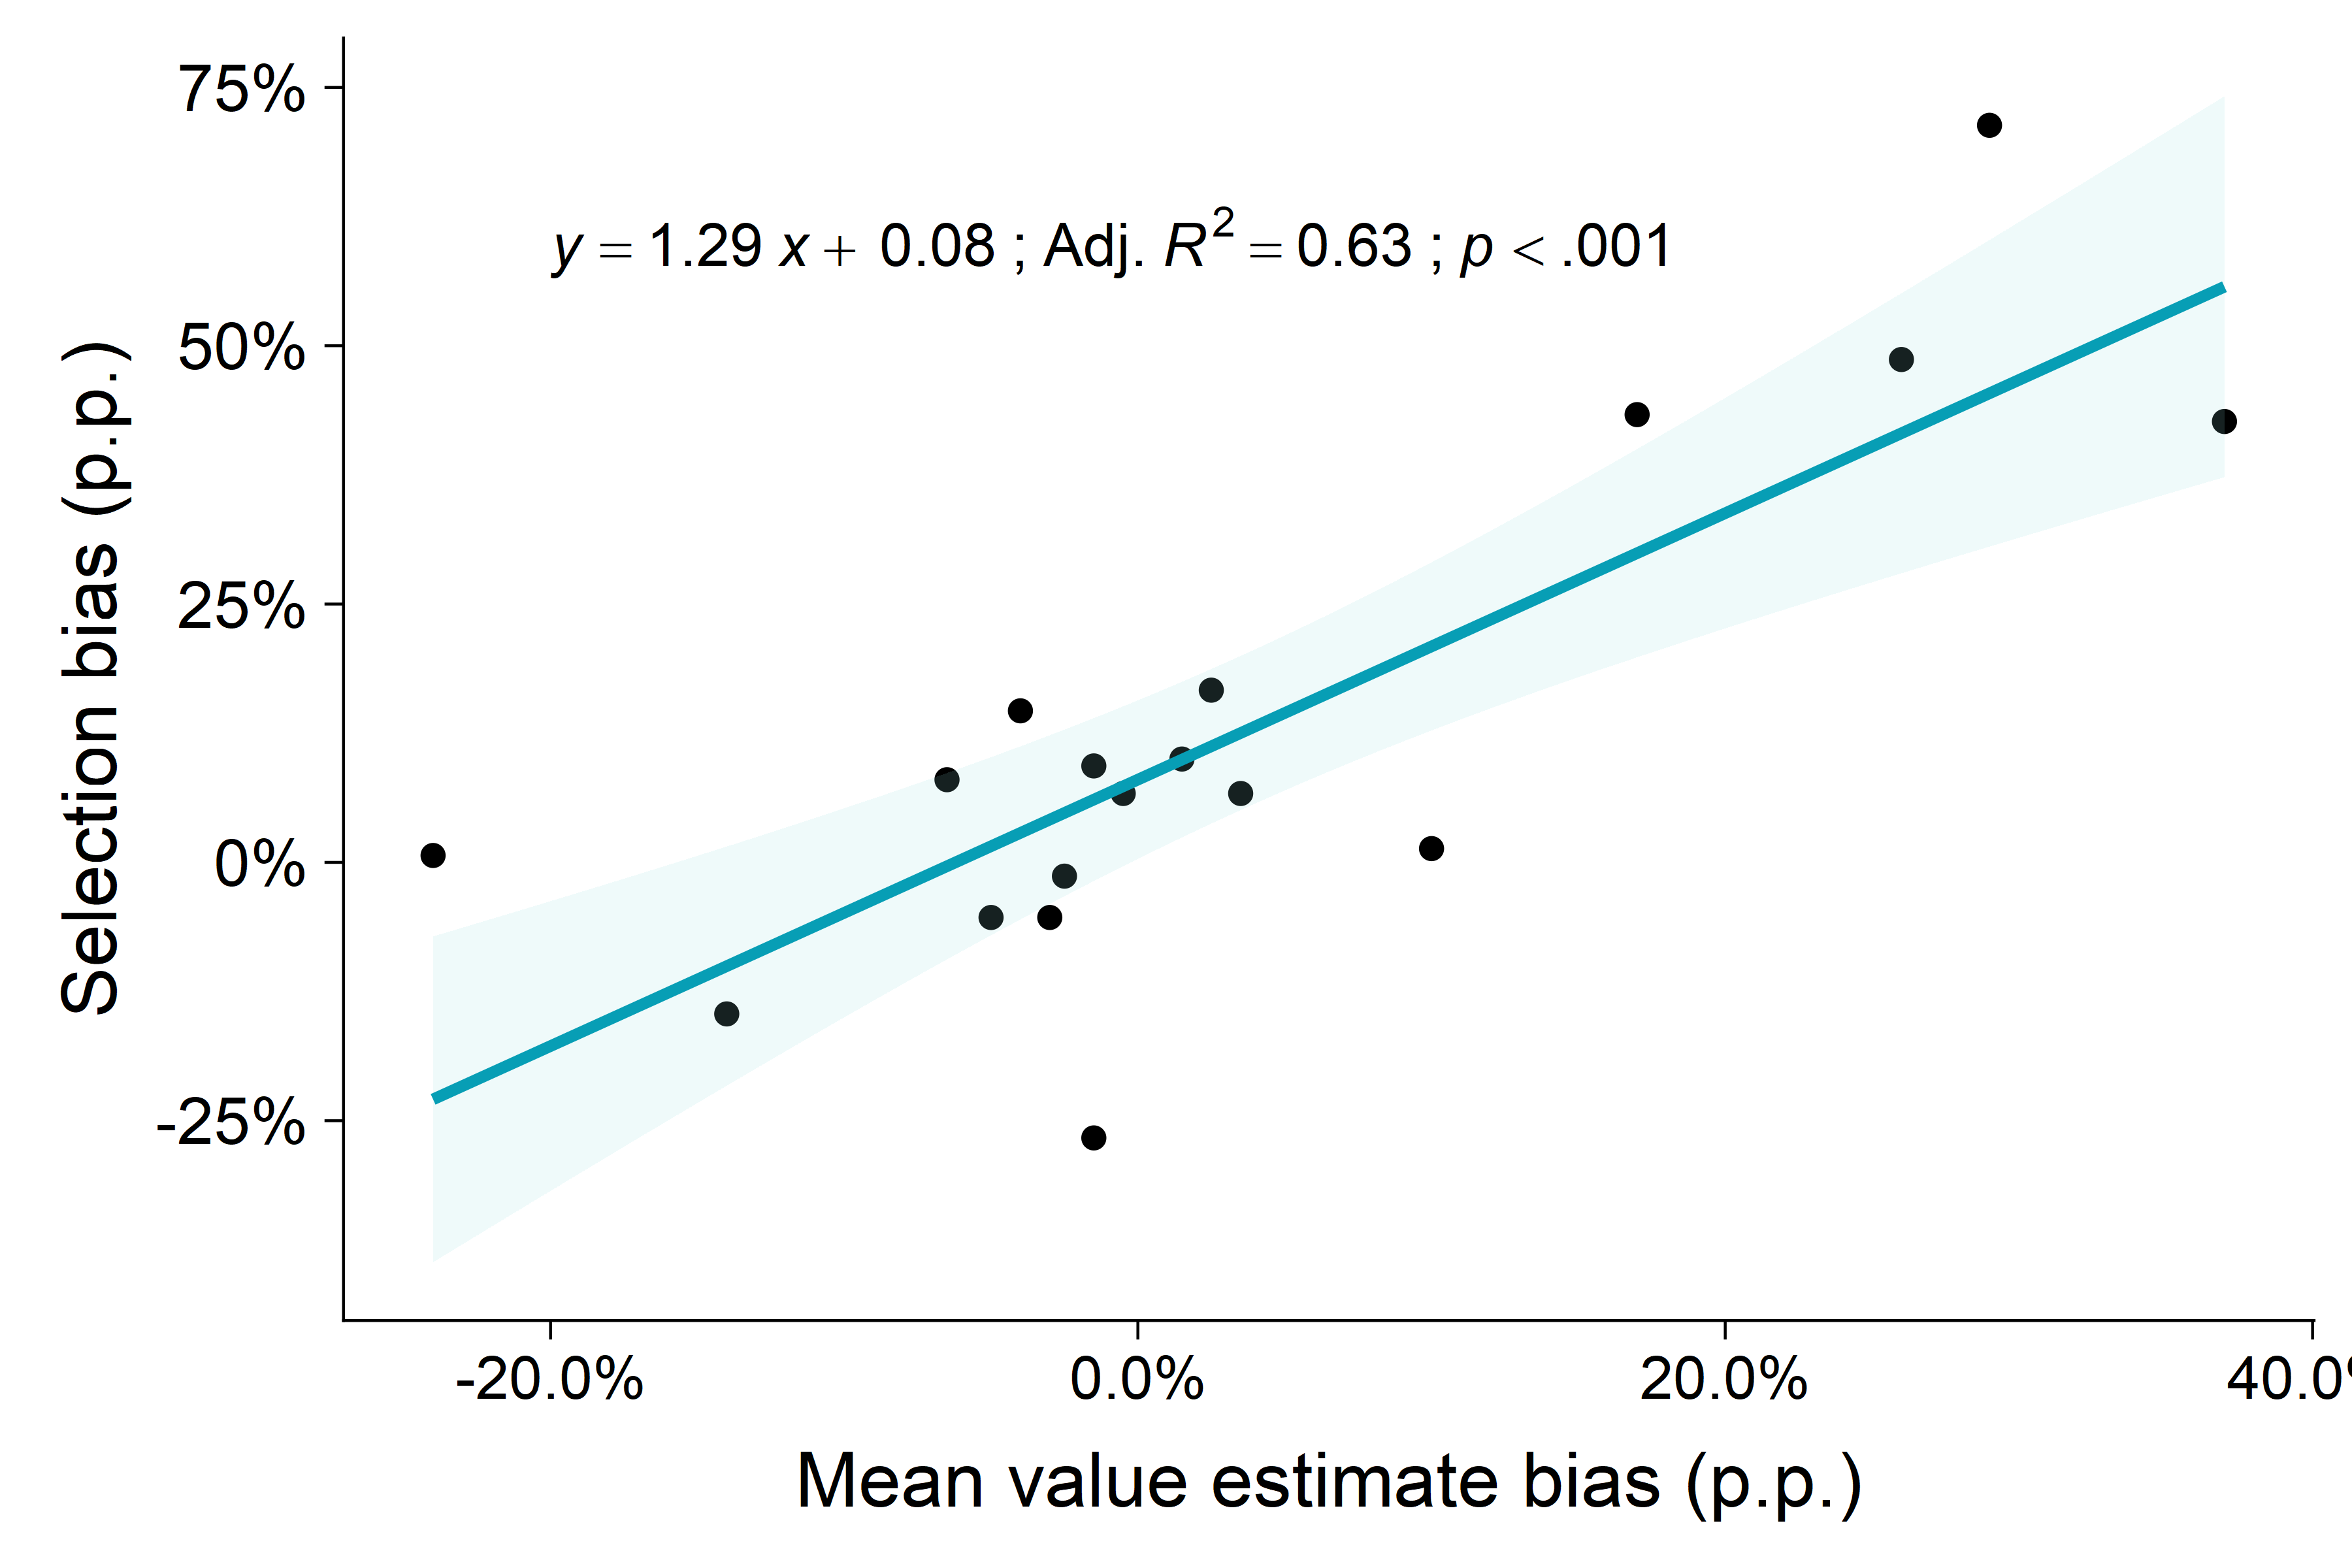 75%
y = 1.29 x + 0.08 ; Adj. R² = 0.63 ; p < .001
50%
25%
0%
-25%
Selection bias (p.p.)
-20.0% 0.0% 20.0% 40.0%
Mean value estimate bias (p.p.)